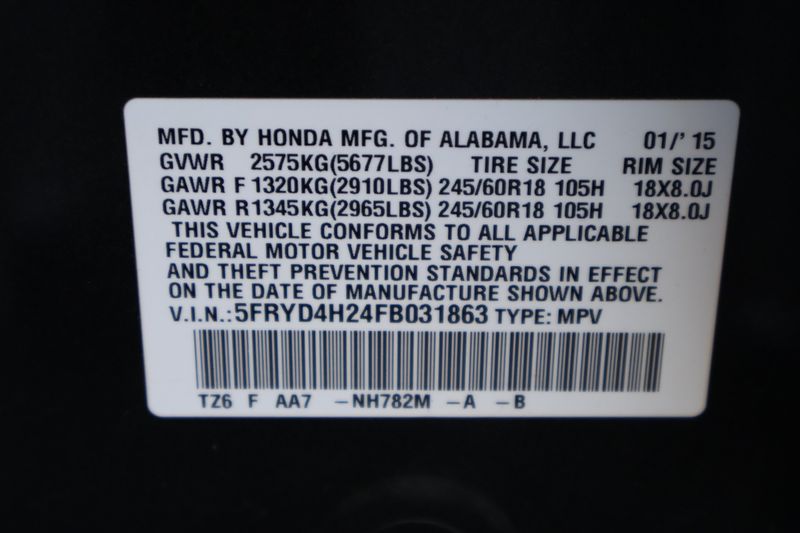 MFD. BY HONDA MFG. OF ALABAMA, LLC 01/'15
GVWR 2575KG(5677LBS) TIRE SIZE RIM SIZE
GAWR F 1320KG(2910LBS) 245/60R18 105H 18X8.0J
GAWR R1345KG(2965LBS) 245/60R18 105H 18X8.0J
THIS VEHICLE CONFORMS TO ALL APPLICABLE
FEDERAL MOTOR VEHICLE SAFETY
AND THEFT PREVENTION STANDARDS IN EFFECT
ON THE DATE OF MANUFACTURE SHOWN ABOVE.
V.I.N.:5FRYD4H24FB031863 TYPE: MPV
TZ6 F AA7 -NH782M -A -B